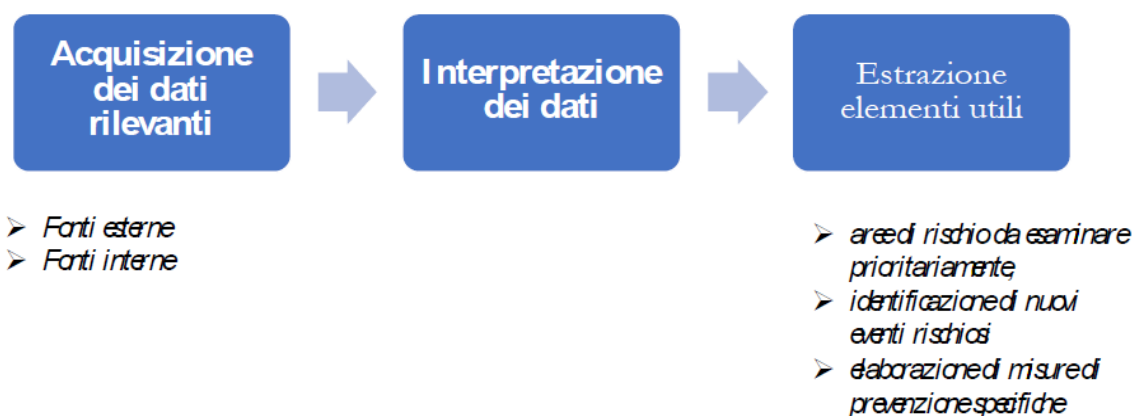 Acquisizione
dei dati
rilevanti
Interpretazione
dei dati
Estrazione
elementi utili
➢ Fonti esterne
➢ Fonti interne
➢ aree di rischio da esaminare
prioritariamente,
➢ identificazione di nuovi
eventi rischiosi
➢ elaborazione di misure di
prevenzione specifiche